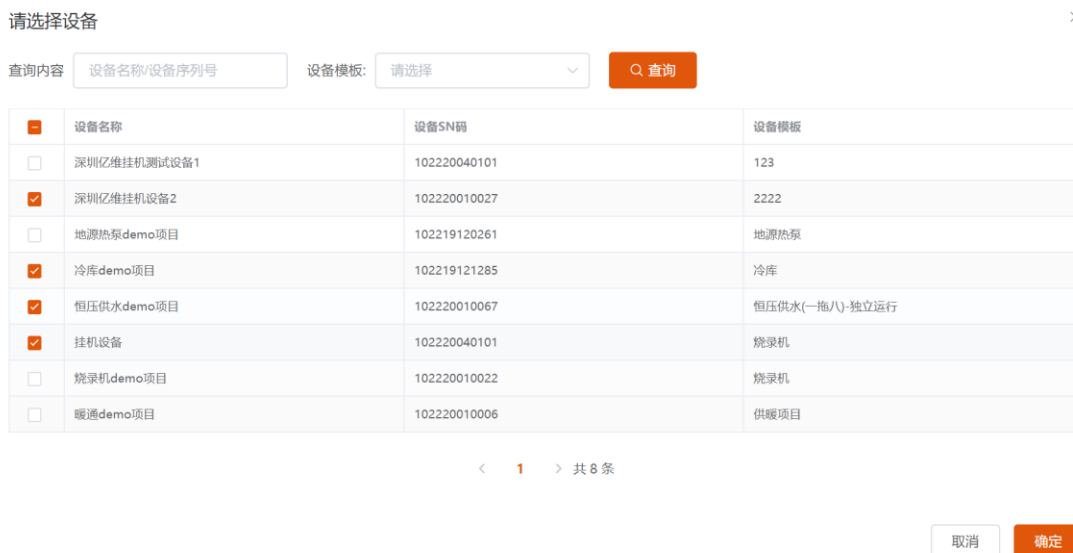 请选择设备
查询内容 设备名称/设备序列号 设备模板: 请选择 查询
设备名称 设备SN码 设备模板
深圳亿维挂机测试设备1 102220040101 123
深圳亿维挂机设备2 102220010027 2222
地源热泵demo项目 102219120261 地源热泵
冷库demo项目 102219121285 冷库
恒压供水demo项目 102220010067 恒压供水(一拖八)-独立运行
挂机设备 102220040101 烧录机
烧录机demo项目 102220010022 烧录机
暖通demo项目 102220010006 供暖项目
1 共 8 条
取消 确定